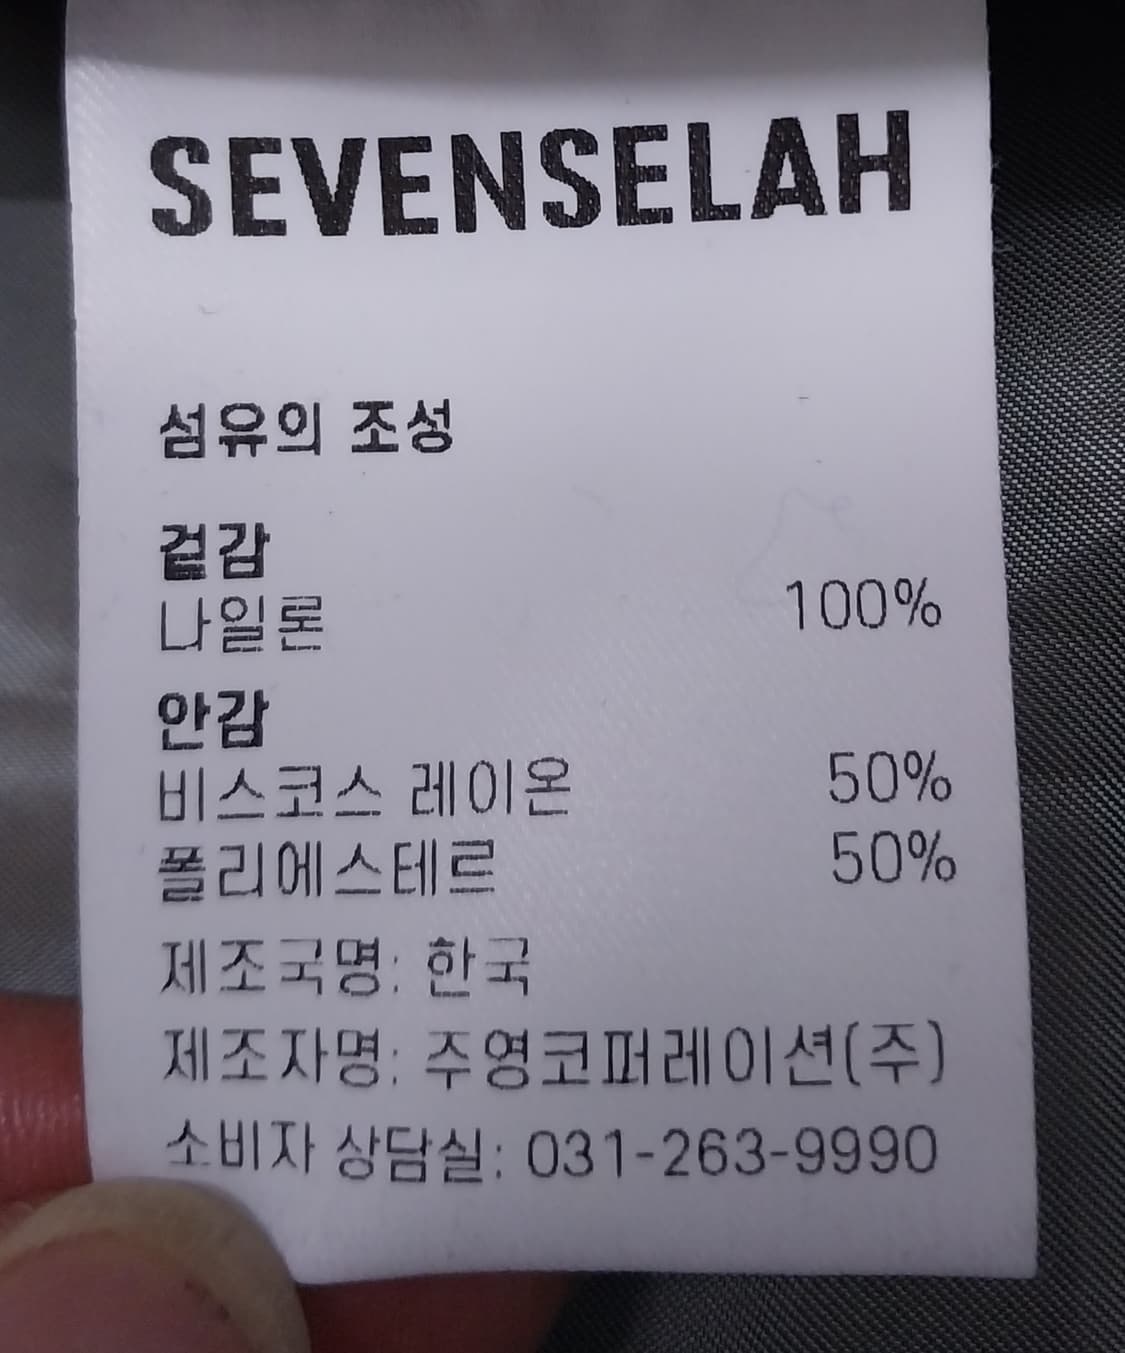 SEVENSELAH
섬유의 조성
겉감
나일론 100%
안감
비스코스 레이온 50%
폴리에스테르 50%
제조국명: 한국
제조자명: 주영코퍼레이션(주)
소비자 상담실: 031-263-9990